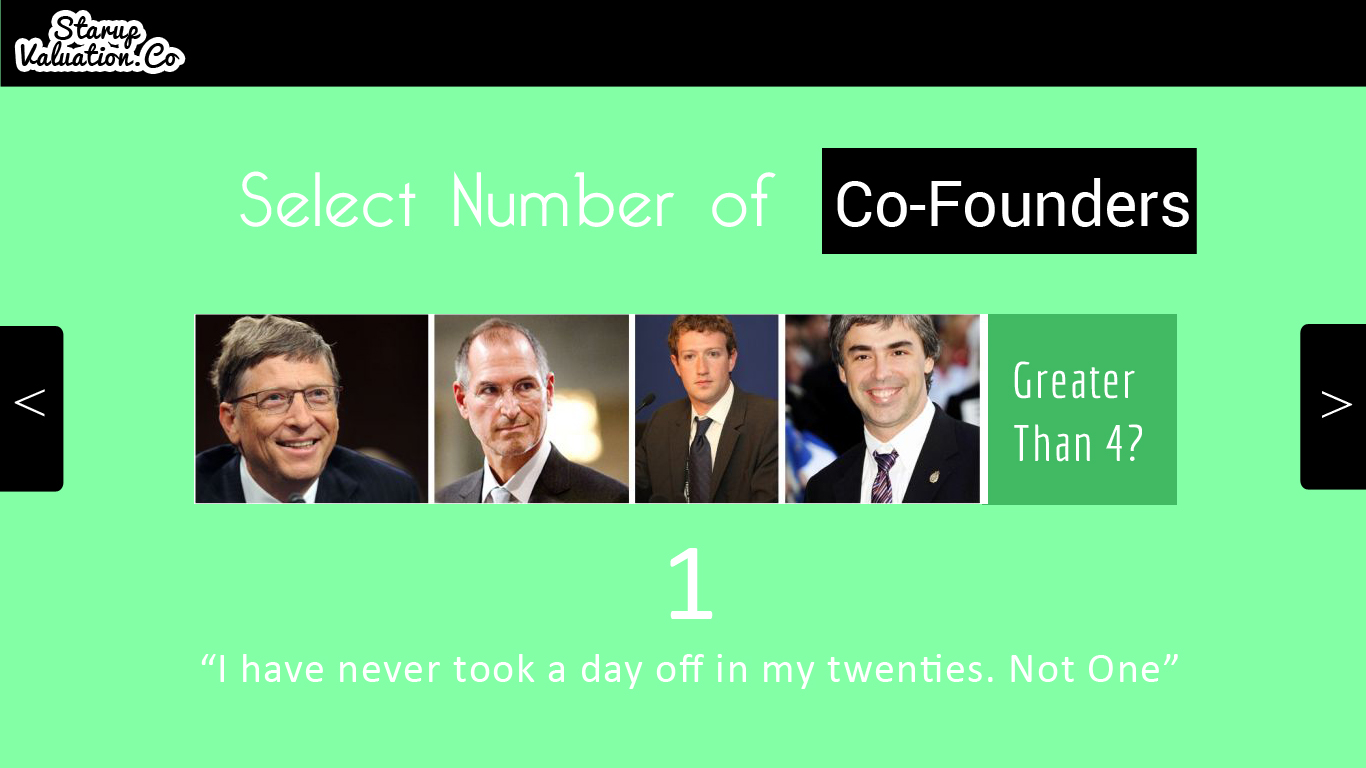 Starup
Valuation.Co
Select Number of Co-Founders
<
>
Greater
Than 4?
1
“I have never took a day off in my twenties. Not One”